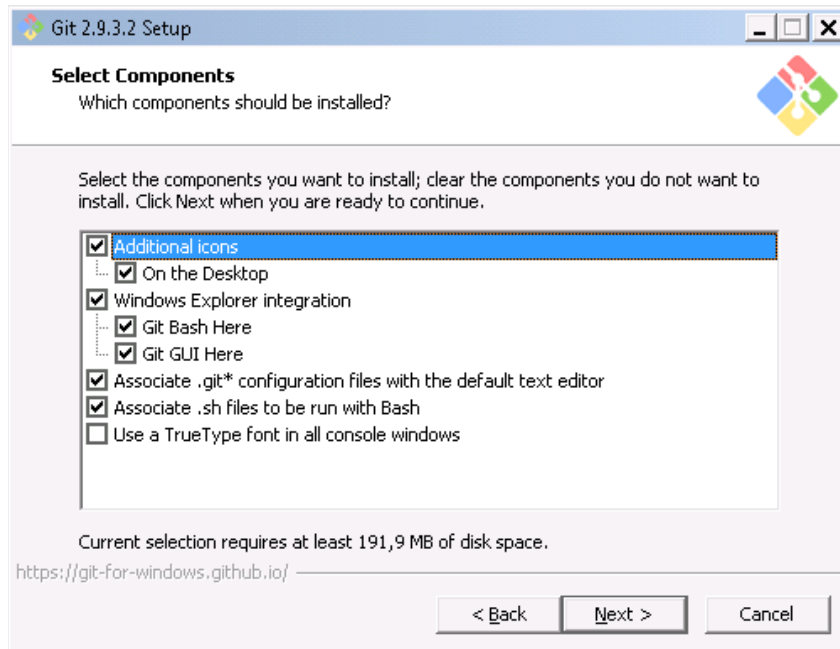 Git 2.9.3.2 Setup
Select Components
Which components should be installed?
Select the components you want to install; clear the components you do not want to
install. Click Next when you are ready to continue.
Additional icons
On the Desktop
Windows Explorer integration
Git Bash Here
Git GUI Here
Associate .git* configuration files with the default text editor
Associate .sh files to be run with Bash
Use a TrueType font in all console windows
Current selection requires at least 191,9 MB of disk space.
https://git-for-windows.github.io/
< Back
Next >
Cancel